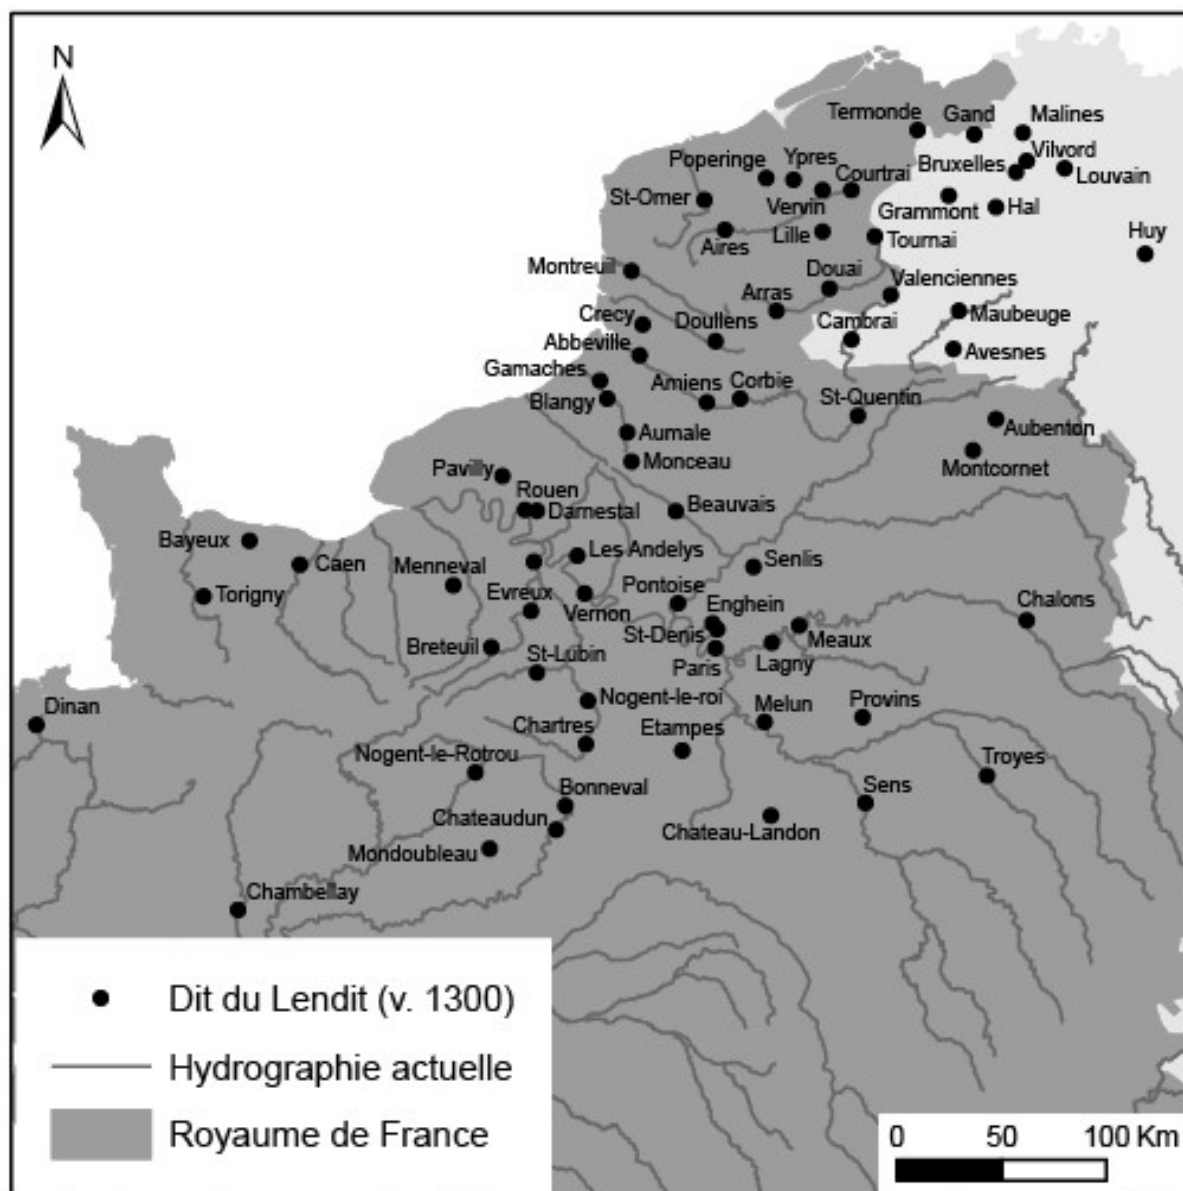 N
Termonde
Gand
Malines
Vilvord
Bruxelles
Louvain
Poperinge
Ypres
Courtrai
St-Omer
Vervin
Grammont
Hal
Aires
Lille
Tournai
Huy
Montreuil
Douai
Valenciennes
Arras
Crecy
Doullens
Cambrai
Maubeuge
Abbeville
Avesnes
Gamaches
Amiens
Corbie
St-Quentin
Blangy
Aumale
Aubenton
Monceau
Montcornet
Pavilly
Rouen
Darnestal
Beauvais
Bayeux
Caen
Les Andelys
Senlis
Menneval
Torigny
Evreux
Vernon
Pontoise
Enghein
Chalons
St-Denis
Meaux
Breteuil
St-Lubin
Paris
Lagny
Dinan
Nogent-le-roi
Melun
Provins
Chartres
Etampes
Nogent-le-Rotrou
Troyes
Bonneval
Sens
Chateaudun
Chateau-Landon
Mondoubleau
Chambellay
Dit du Lendit (v. 1300)
Hydrographie actuelle
Royaume de France
0 50 100 Km